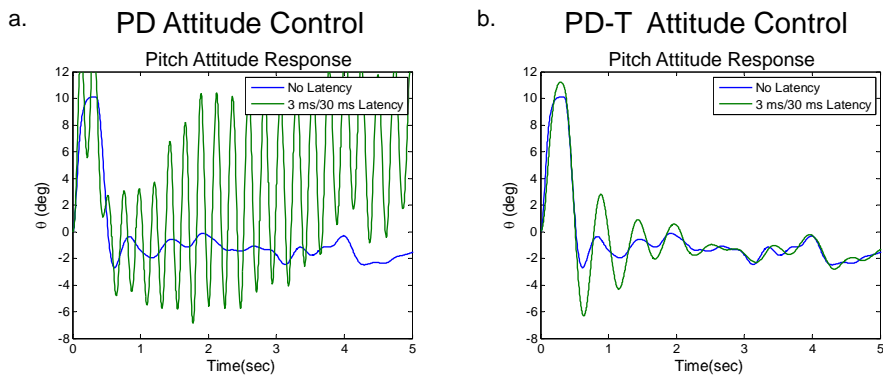 a.
PD Attitude Control
Pitch Attitude Response
12
10
8
6
4
2
0
-2
-4
-6
-8
θ (deg)
No Latency
3 ms/30 ms Latency
0
1
2
3
4
5
Time(sec)
b.
PD-T Attitude Control
Pitch Attitude Response
12
10
8
6
4
2
0
-2
-4
-6
-8
θ (deg)
No Latency
3 ms/30 ms Latency
0
1
2
3
4
5
Time(sec)